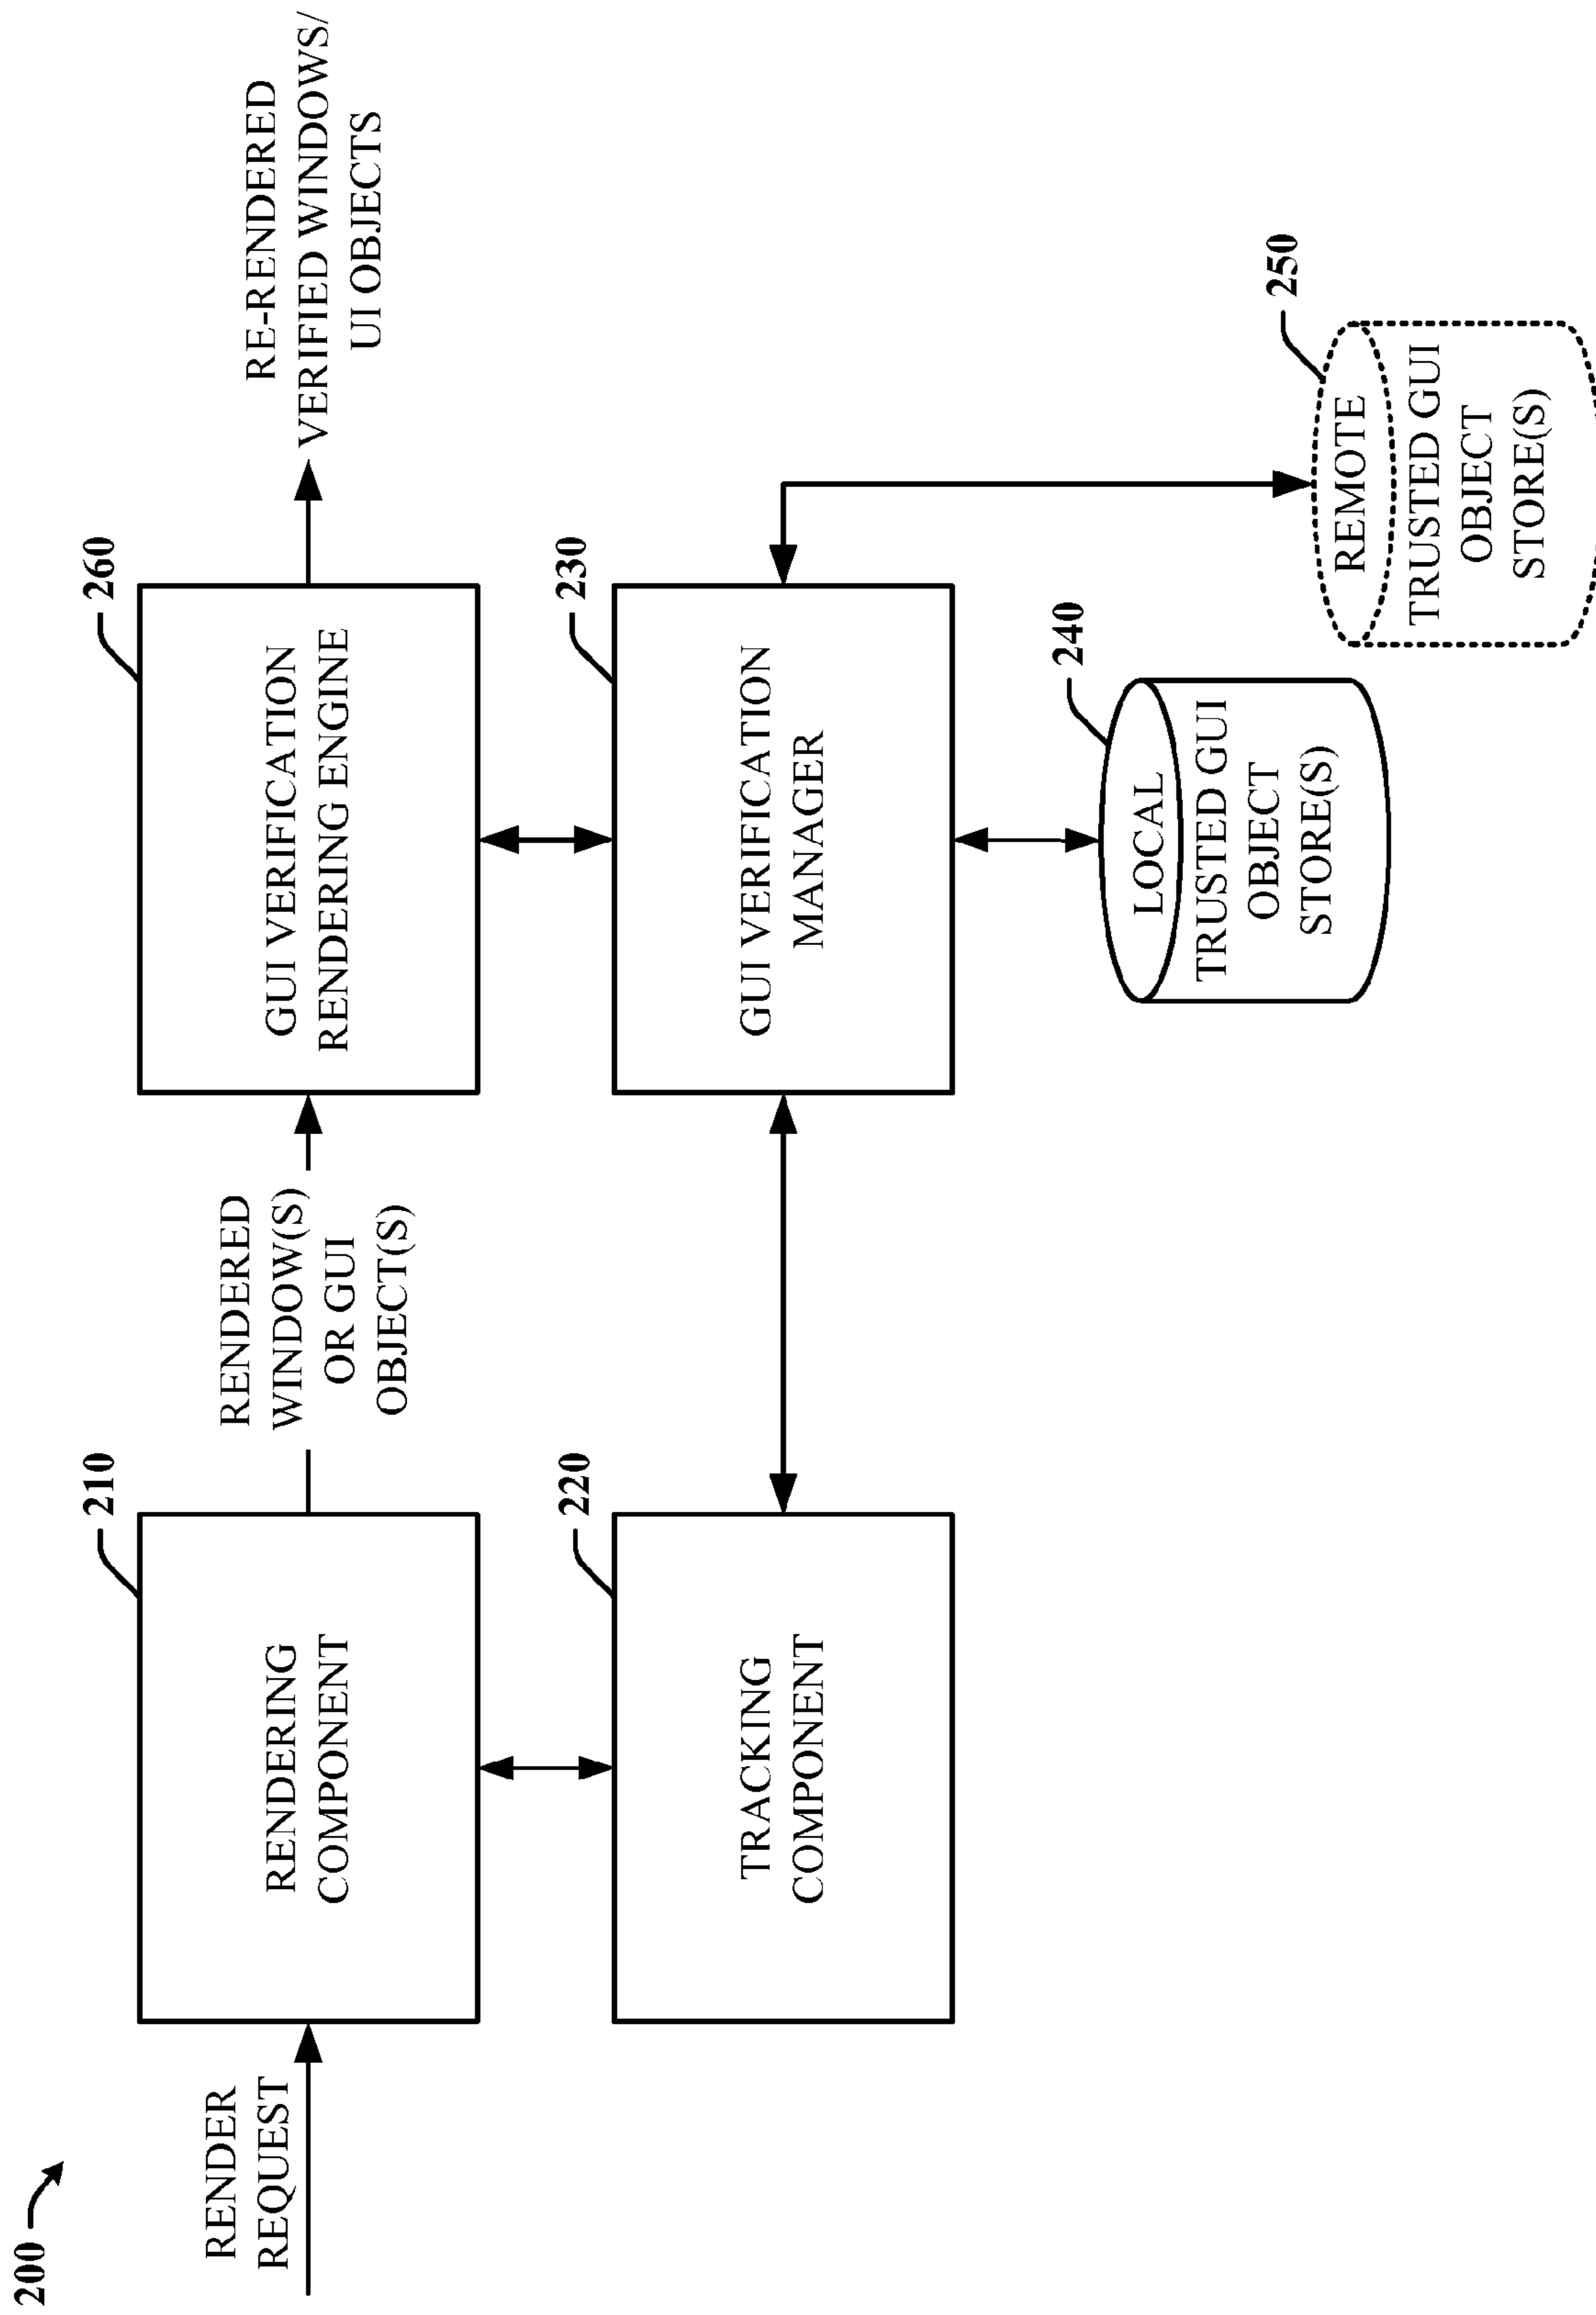 200
RENDER
REQUEST
210
RENDERING
COMPONENT
RENDERED
WINDOW(S)
OR GUI
OBJECT(S)
260
GUI VERIFICATION
RENDERING ENGINE
RE-RENDERED
VERIFIED WINDOWS/
UI OBJECTS
220
TRACKING
COMPONENT
230
GUI VERIFICATION
MANAGER
240
LOCAL
TRUSTED GUI
OBJECT
STORE(S)
250
REMOTE
TRUSTED GUI
OBJECT
STORE(S)